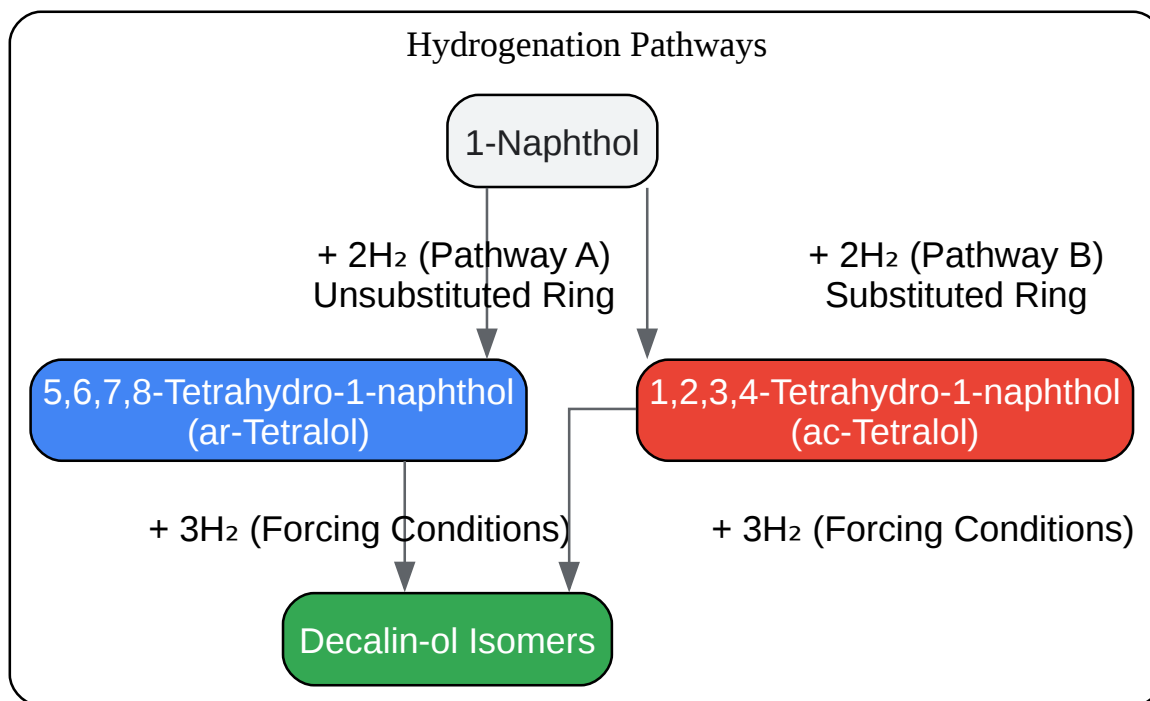 Hydrogenation Pathways
1-Naphthol
+ 2H₂ (Pathway A)
Unsubstituted Ring
+ 2H₂ (Pathway B)
Substituted Ring
5,6,7,8-Tetrahydro-1-naphthol
(ar-Tetralol)
1,2,3,4-Tetrahydro-1-naphthol
(ac-Tetralol)
+ 3H₂ (Forcing Conditions)
+ 3H₂ (Forcing Conditions)
Decalin-ol Isomers